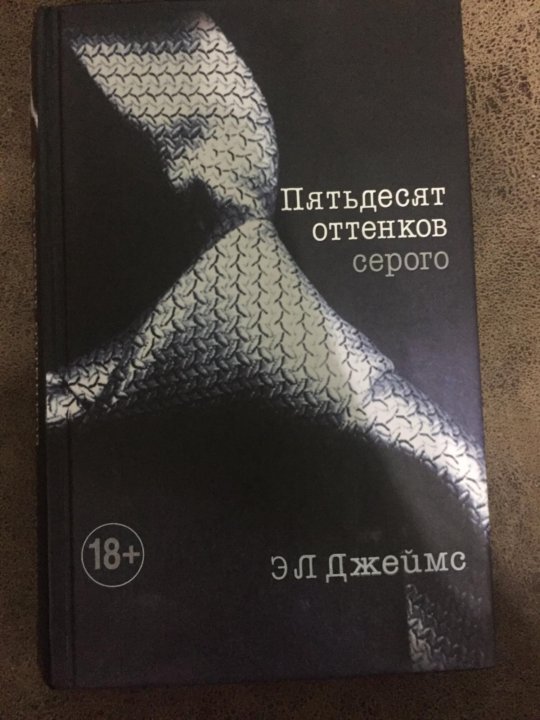 Пятьдесят
оттенков
серого
18+
Э Л Джеймс